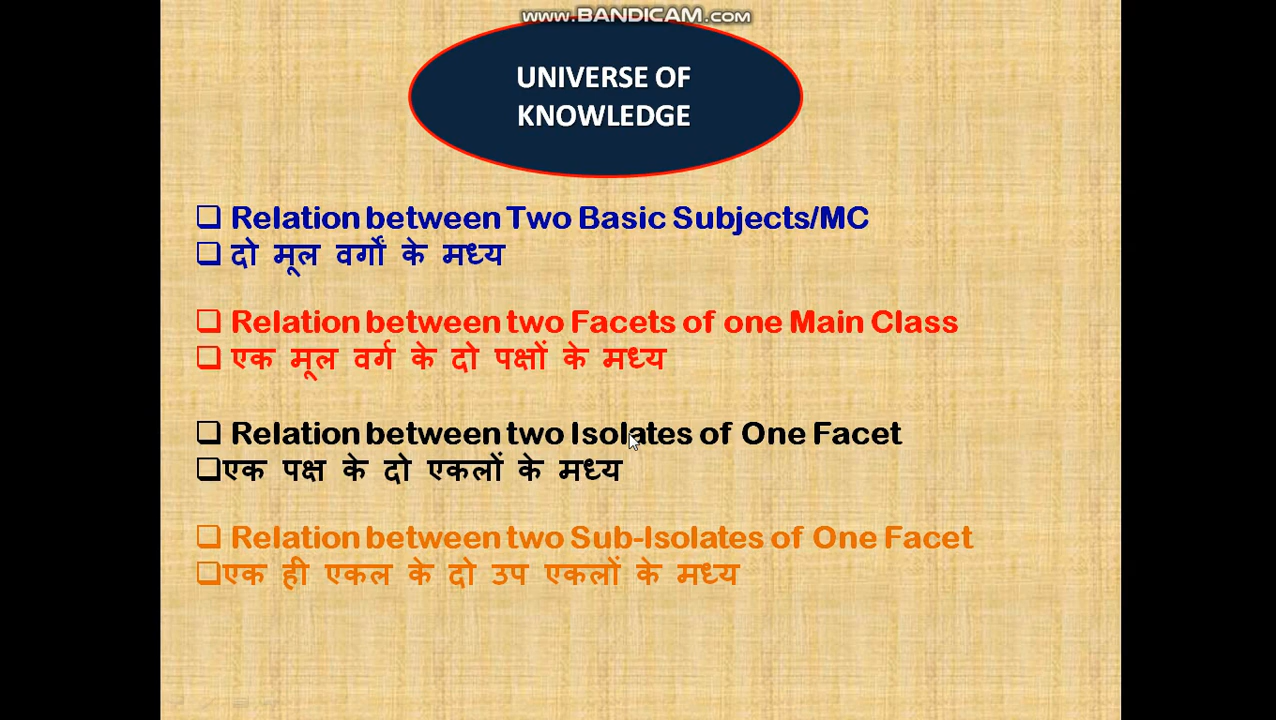 www.BANDICAM.com
UNIVERSE OF
KNOWLEDGE
Relation between Two Basic Subjects/MC
दो मूल वर्गों के मध्य
Relation between two Facets of one Main Class
एक मूल वर्ग के दो पक्षों के मध्य
Relation between two Isolates of One Facet
एक पक्ष के दो एकलों के मध्य
Relation between two Sub-Isolates of One Facet
एक ही एकल के दो उप एकलों के मध्य